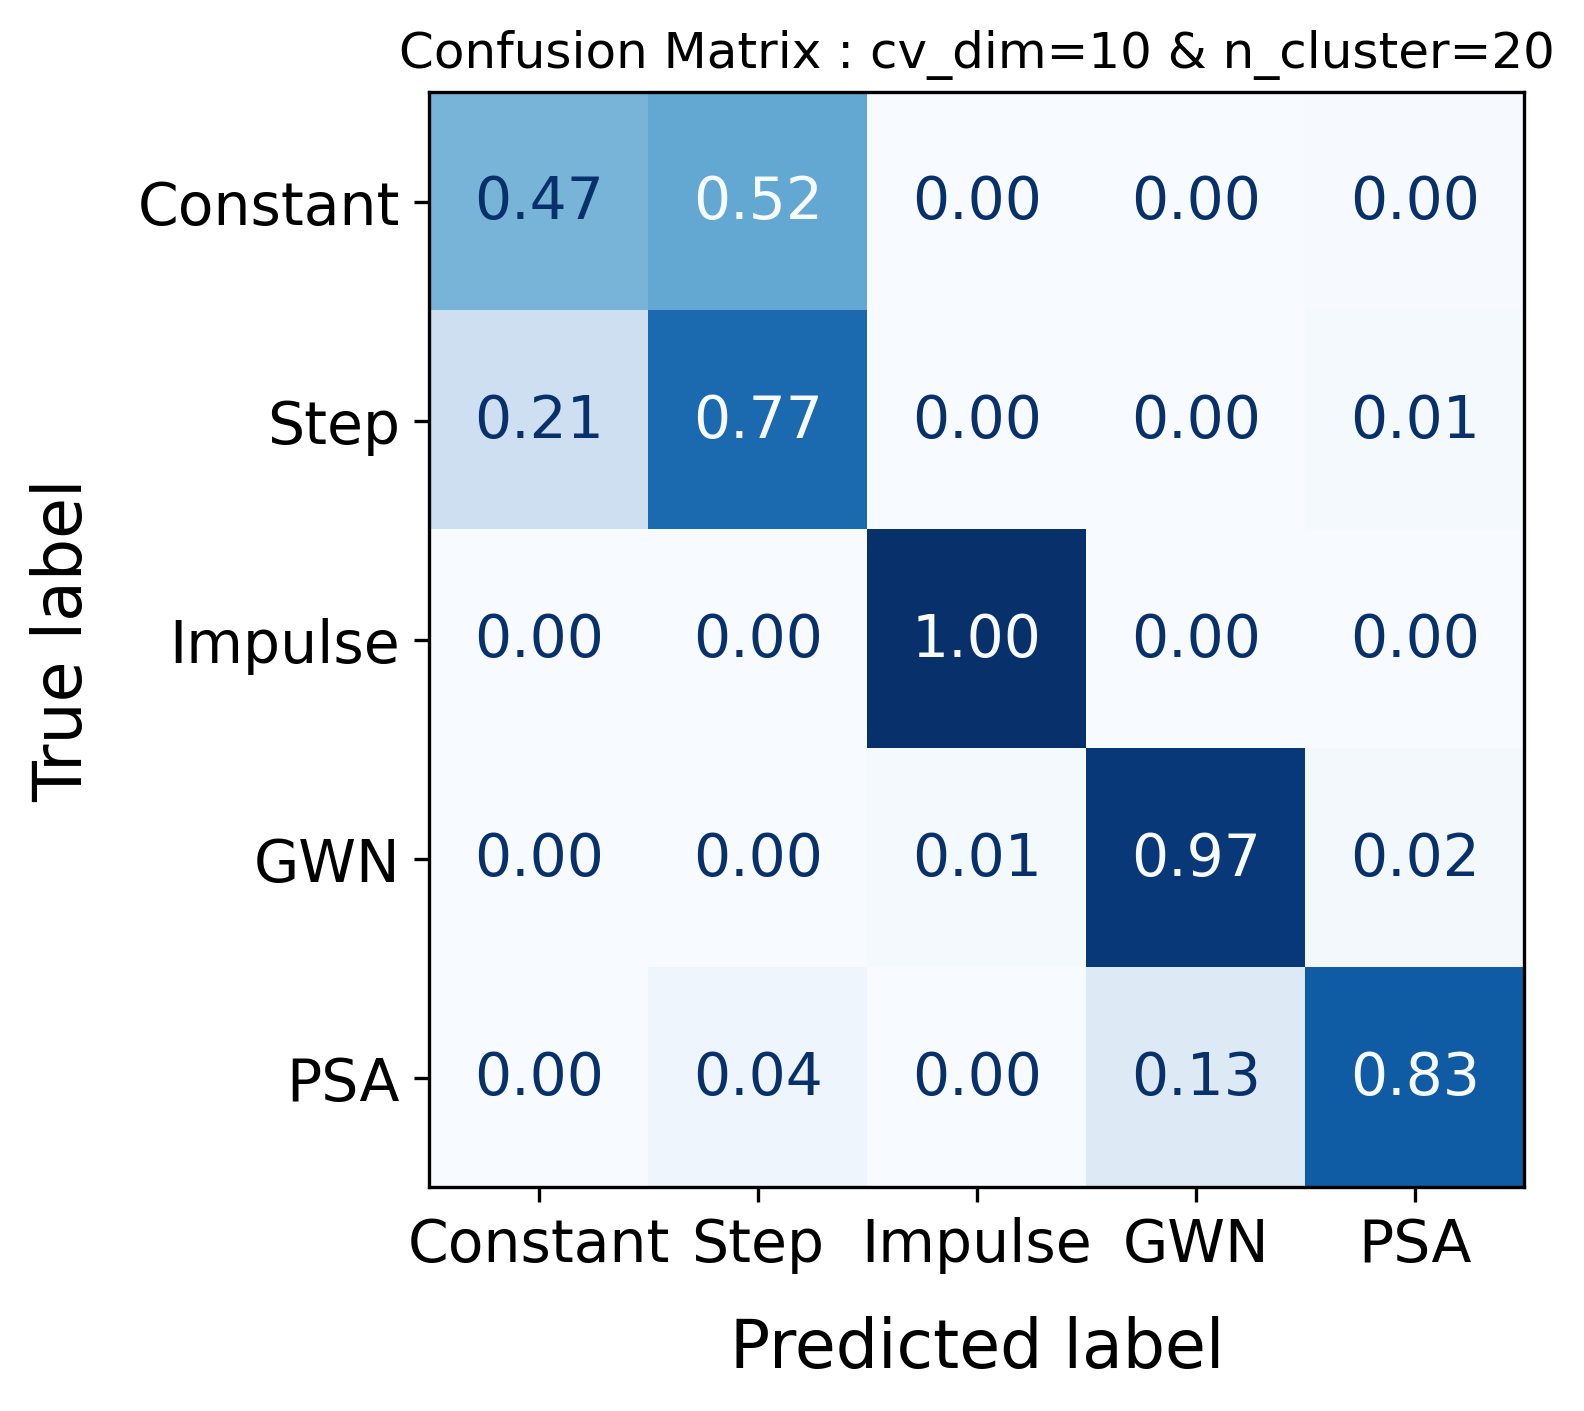 Confusion Matrix : cv_dim=10 & n_cluster=20
True label
Constant 0.47 0.52 0.00 0.00 0.00
Step 0.21 0.77 0.00 0.00 0.01
Impulse 0.00 0.00 1.00 0.00 0.00
GWN 0.00 0.00 0.01 0.97 0.02
PSA 0.00 0.04 0.00 0.13 0.83
Constant Step Impulse GWN PSA
Predicted label